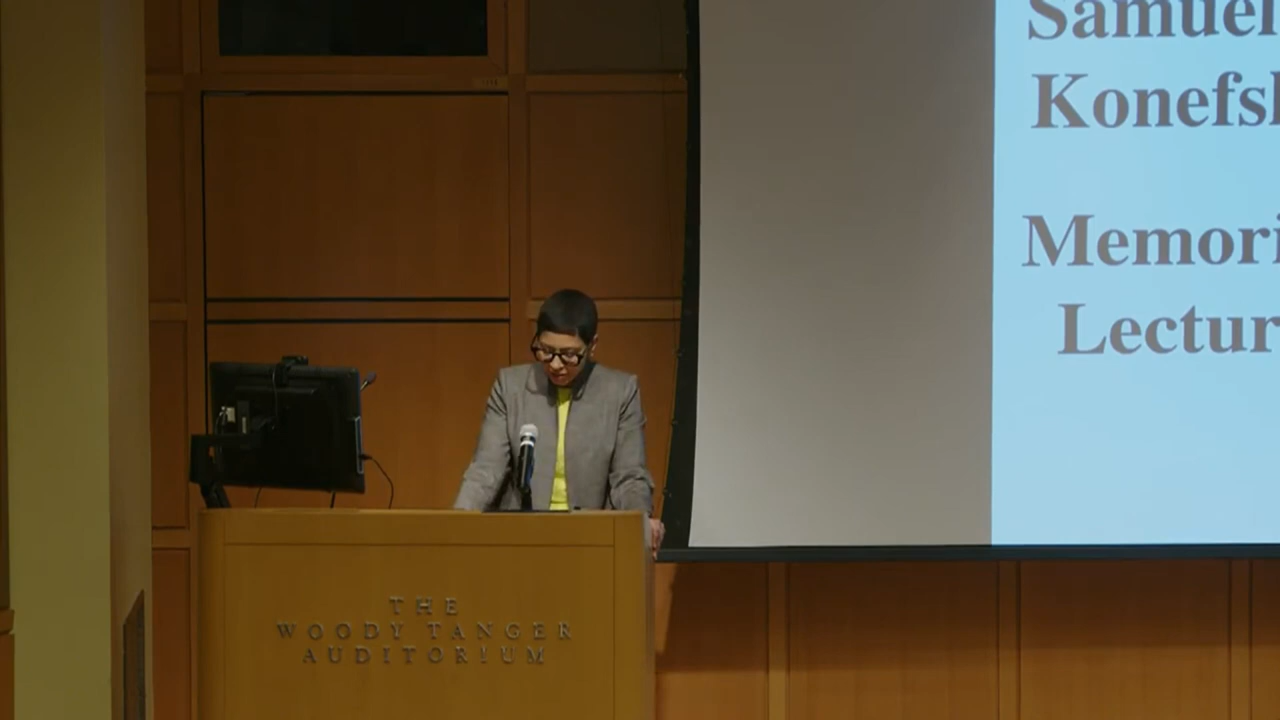 Samuel
Konefsk
Memori
Lectur
THE
WOODY TANGER
AUDITORIUM